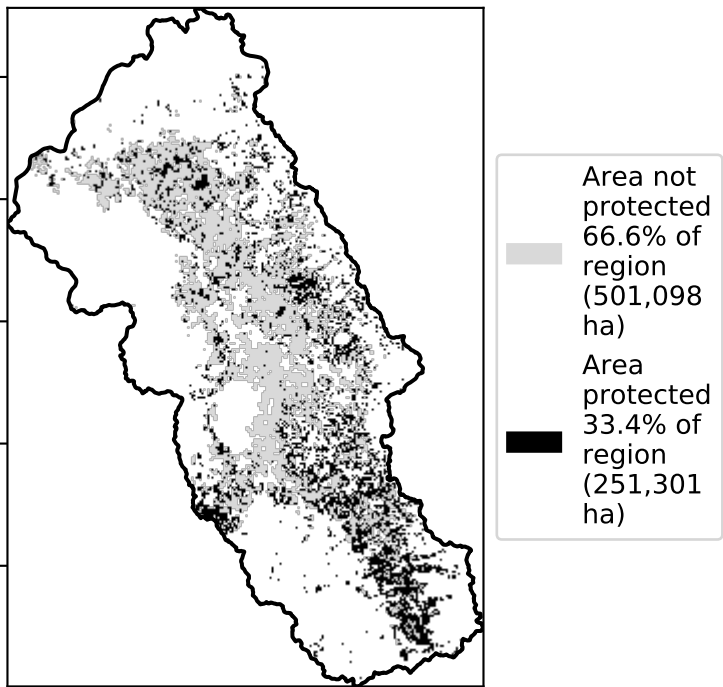 Area not
protected
66.6% of
region
(501,098
ha)
Area
protected
33.4% of
region
(251,301
ha)